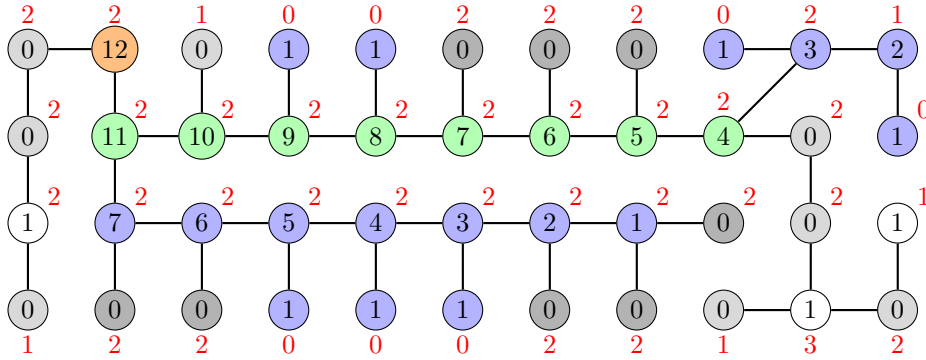 2 2 1 0 0 2 2 2 0 2 1
0 12 0 1 1 0 0 0 1 3 2
2 2 2 2 2 2 2 2 2 2 0
0 11 10 9 8 7 6 5 4 0 1
2 2 2 2 2 2 2 2 2 2 1
1 7 6 5 4 3 2 1 0 0 1
0 0 0 1 1 1 0 0 0 1 0
1 2 2 0 0 0 2 2 1 3 2